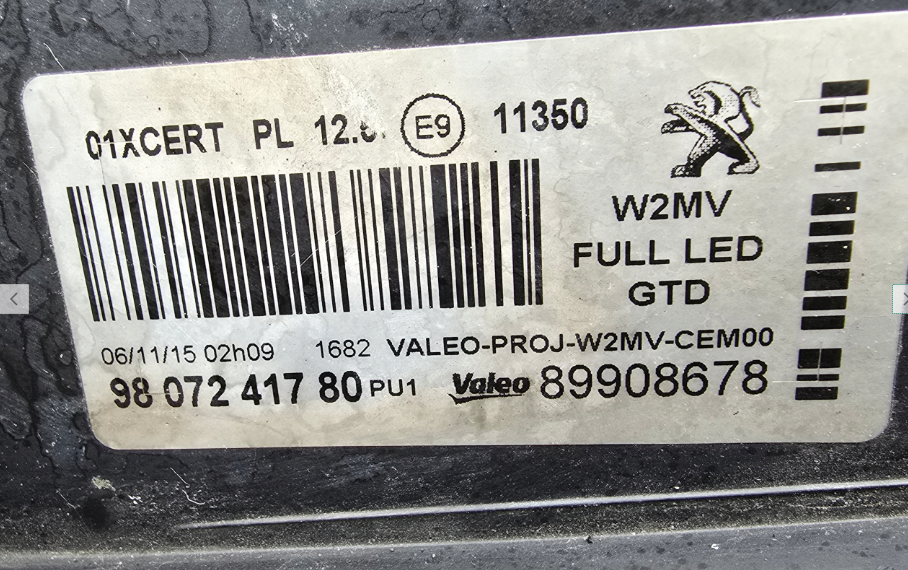 01XCERT PL E9 11350
W2MV
FULL LED
GTD
06/11/15 02h09 1682 VALEO-PROJ-W2MV-CEM00
98 072 417 80 PU1 Valeo 89908678